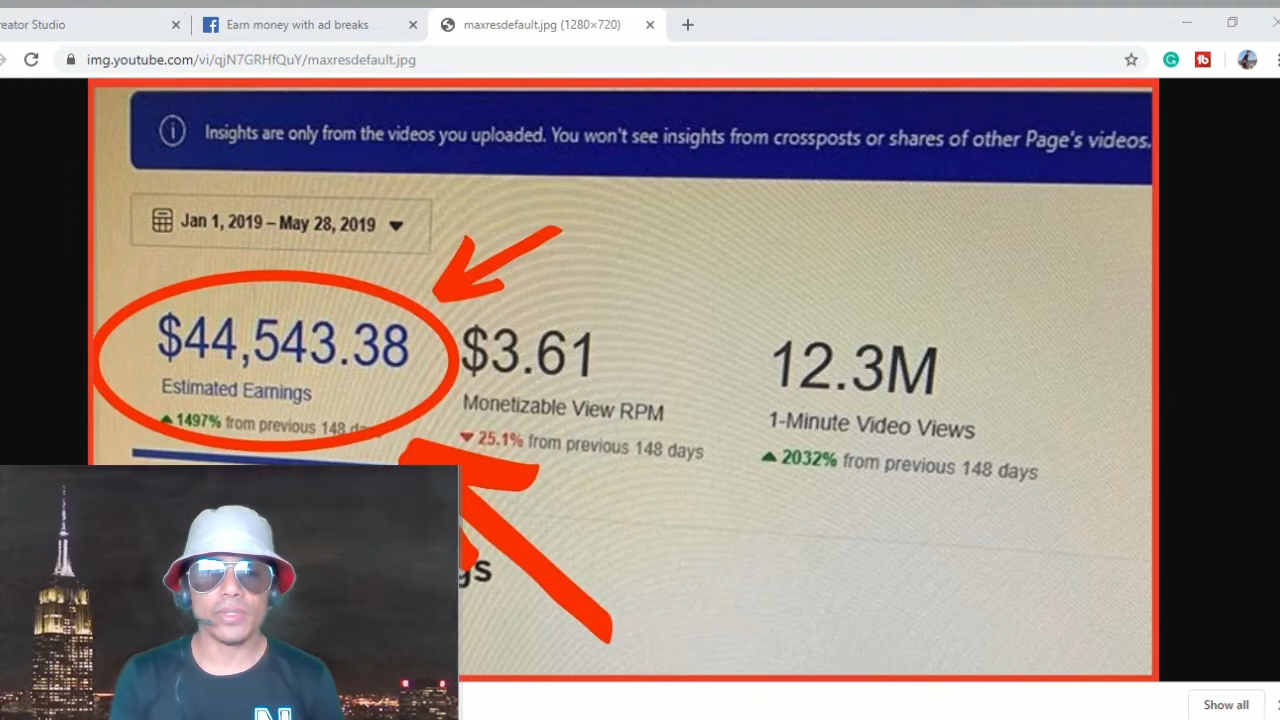 reator Studio
Earn money with ad breaks
maxresdefault.jpg (1280×720)
img.youtube.com/vi/qjN7GRHfQuY/maxresdefault.jpg
Insights are only from the videos you uploaded. You won't see insights from crossposts or shares of other Page's videos.
Jan 1, 2019 – May 28, 2019
$44,543.38
$3.61
12.3M
Estimated Earnings
Monetizable View RPM
1-Minute Video Views
1497% from previous 148 da
25.1% from previous 148 days
2032% from previous 148 days
gs
N
Show all